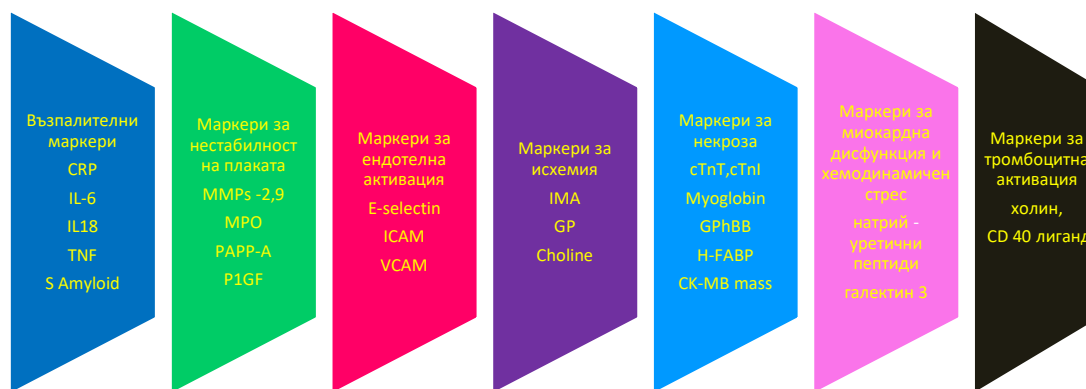 Възпалителни
маркери
CRP
IL-6
IL18
TNF
S Amyloid
Маркери за
нестабилност
на плаката
MMPs -2,9
MPO
PAPP-A
P1GF
Маркери за
ендотелна
активация
E-selectin
ICAM
VCAM
Маркери за
исхемия
IMA
GP
Choline
Маркери за
некроза
cTnT,cTnI
Myoglobin
GPhBB
H-FABP
CK-MB mass
Маркери за
миокардна
дисфункция и
хемодинамичен
стрес
натрий -
уретични
пептиди
галектин 3
Маркери за
тромбоцитна
активация
холин,
CD 40 лиганд